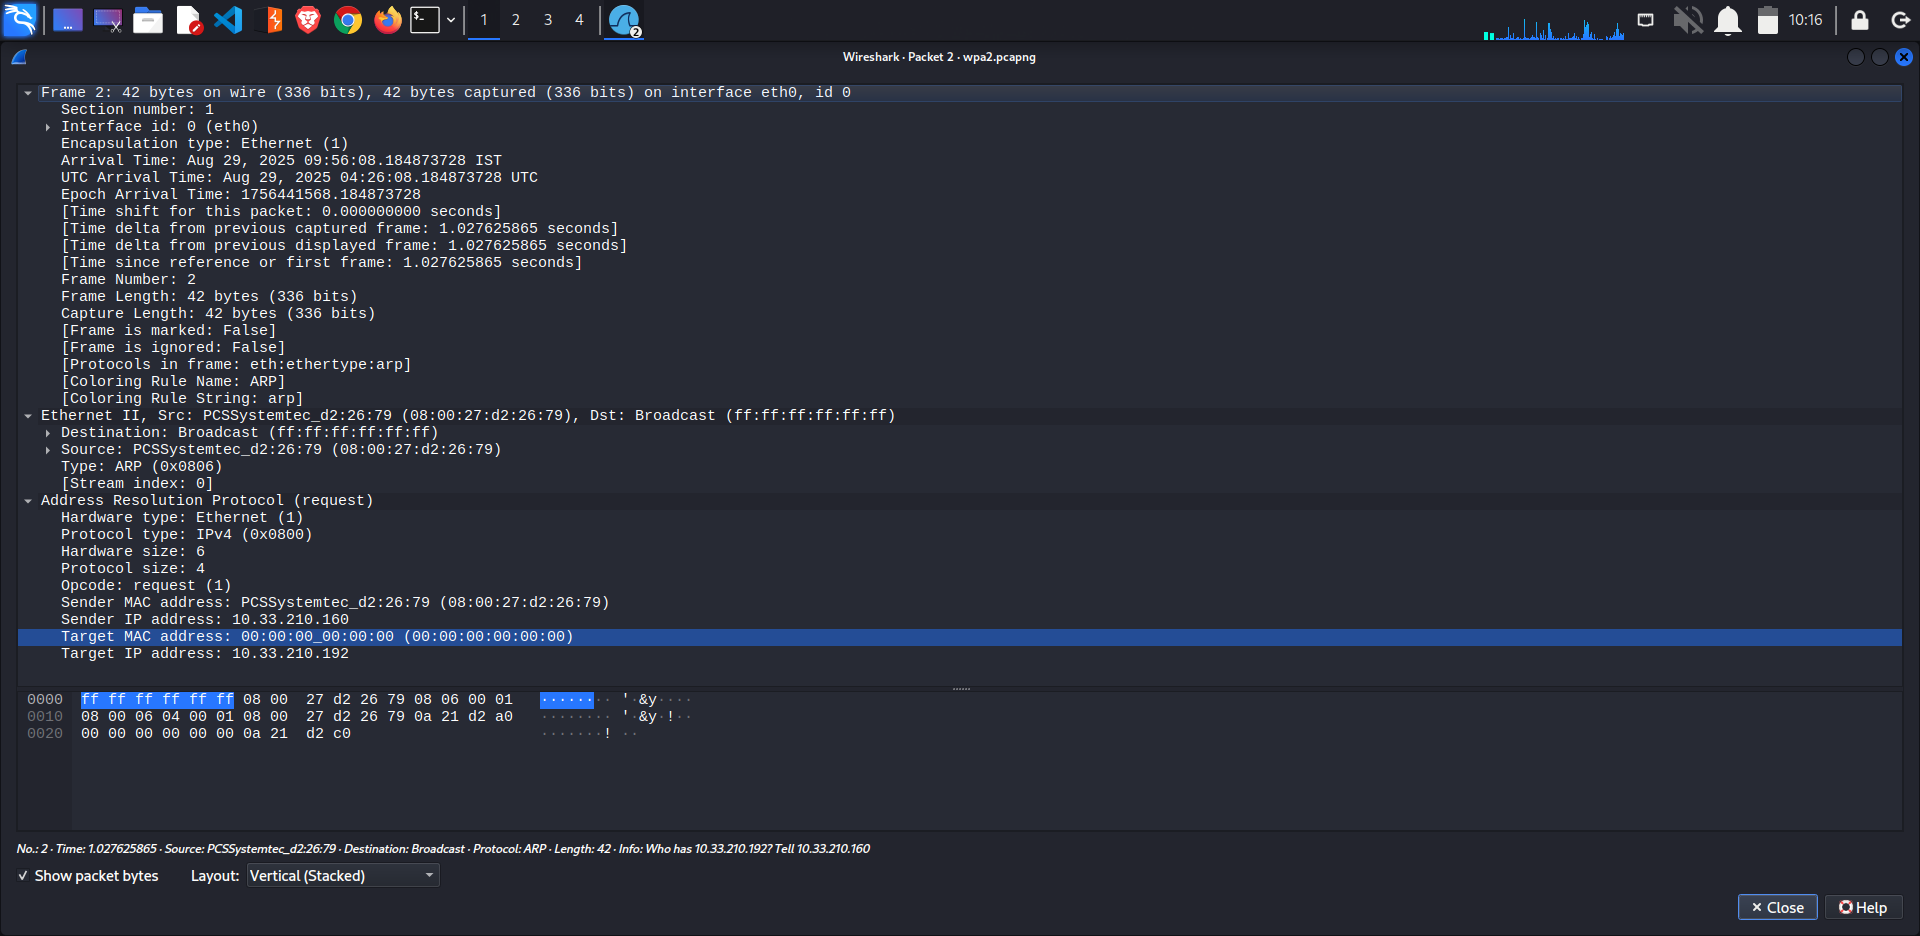 1 2 3 4
2
10:16
Wireshark · Packet 2 · wpa2.pcapng
Frame 2: 42 bytes on wire (336 bits), 42 bytes captured (336 bits) on interface eth0, id 0
Section number: 1
Interface id: 0 (eth0)
Encapsulation type: Ethernet (1)
Arrival Time: Aug 29, 2025 09:56:08.184873728 IST
UTC Arrival Time: Aug 29, 2025 04:26:08.184873728 UTC
Epoch Arrival Time: 1756441568.184873728
[Time shift for this packet: 0.000000000 seconds]
[Time delta from previous captured frame: 1.027625865 seconds]
[Time delta from previous displayed frame: 1.027625865 seconds]
[Time since reference or first frame: 1.027625865 seconds]
Frame Number: 2
Frame Length: 42 bytes (336 bits)
Capture Length: 42 bytes (336 bits)
[Frame is marked: False]
[Frame is ignored: False]
[Protocols in frame: eth:ethertype:arp]
[Coloring Rule Name: ARP]
[Coloring Rule String: arp]
Ethernet II, Src: PCSSystemtec_d2:26:79 (08:00:27:d2:26:79), Dst: Broadcast (ff:ff:ff:ff:ff:ff)
Destination: Broadcast (ff:ff:ff:ff:ff:ff)
Source: PCSSystemtec_d2:26:79 (08:00:27:d2:26:79)
Type: ARP (0x0806)
[Stream index: 0]
Address Resolution Protocol (request)
Hardware type: Ethernet (1)
Protocol type: IPv4 (0x0800)
Hardware size: 6
Protocol size: 4
Opcode: request (1)
Sender MAC address: PCSSystemtec_d2:26:79 (08:00:27:d2:26:79)
Sender IP address: 10.33.210.160
Target MAC address: 00:00:00_00:00:00 (00:00:00:00:00:00)
Target IP address: 10.33.210.192
0000 ff ff ff ff ff ff 08 00 27 d2 26 79 08 06 00 01 ········ '·&y····
0010 08 00 06 04 00 01 08 00 27 d2 26 79 0a 21 d2 a0 ········ '·&y·!··
0020 00 00 00 00 00 00 0a 21 d2 c0 ·······! ··
No.: 2 · Time: 1.027625865 · Source: PCSSystemtec_d2:26:79 · Destination: Broadcast · Protocol: ARP · Length: 42 · Info: Who has 10.33.210.192? Tell 10.33.210.160
Show packet bytes Layout: Vertical (Stacked)
Close Help